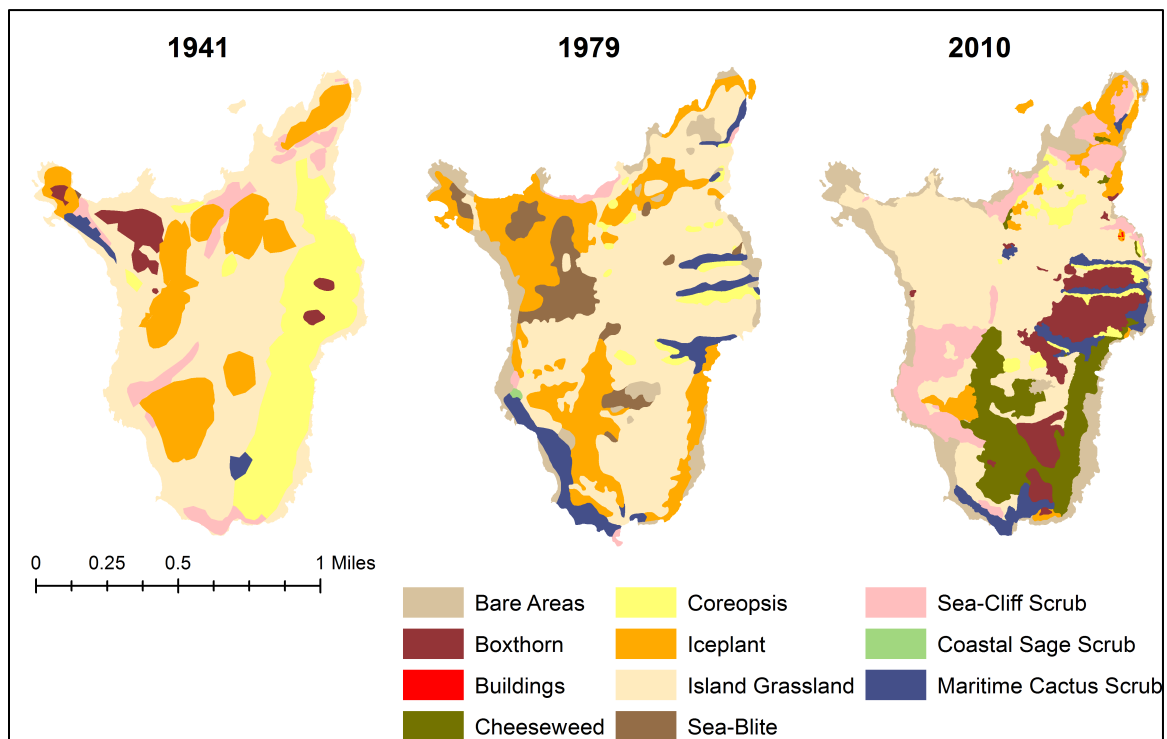 1941
1979
2010
0 0.25 0.5 1 Miles
Bare Areas
Boxthorn
Buildings
Cheeseweed
Coreopsis
Iceplant
Island Grassland
Sea-Blite
Sea-Cliff Scrub
Coastal Sage Scrub
Maritime Cactus Scrub